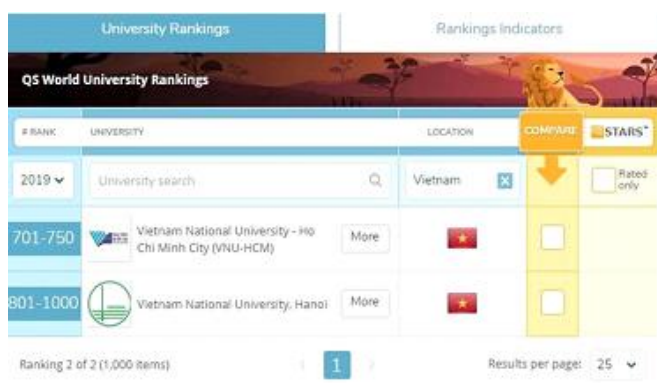 University Rankings
Rankings Indicators
QS World University Rankings
# RANK
UNIVERSITY
LOCATION
COMPARE
STARS
2019
University search
Vietnam
Rated
only
701-750
Vietnam National University - Ho
Chi Minh City (VNU-HCM)
More
801-1000
Vietnam National University, Hanoi
More
Ranking 2 of 2 (1,000 items)
1
Results per page:
25